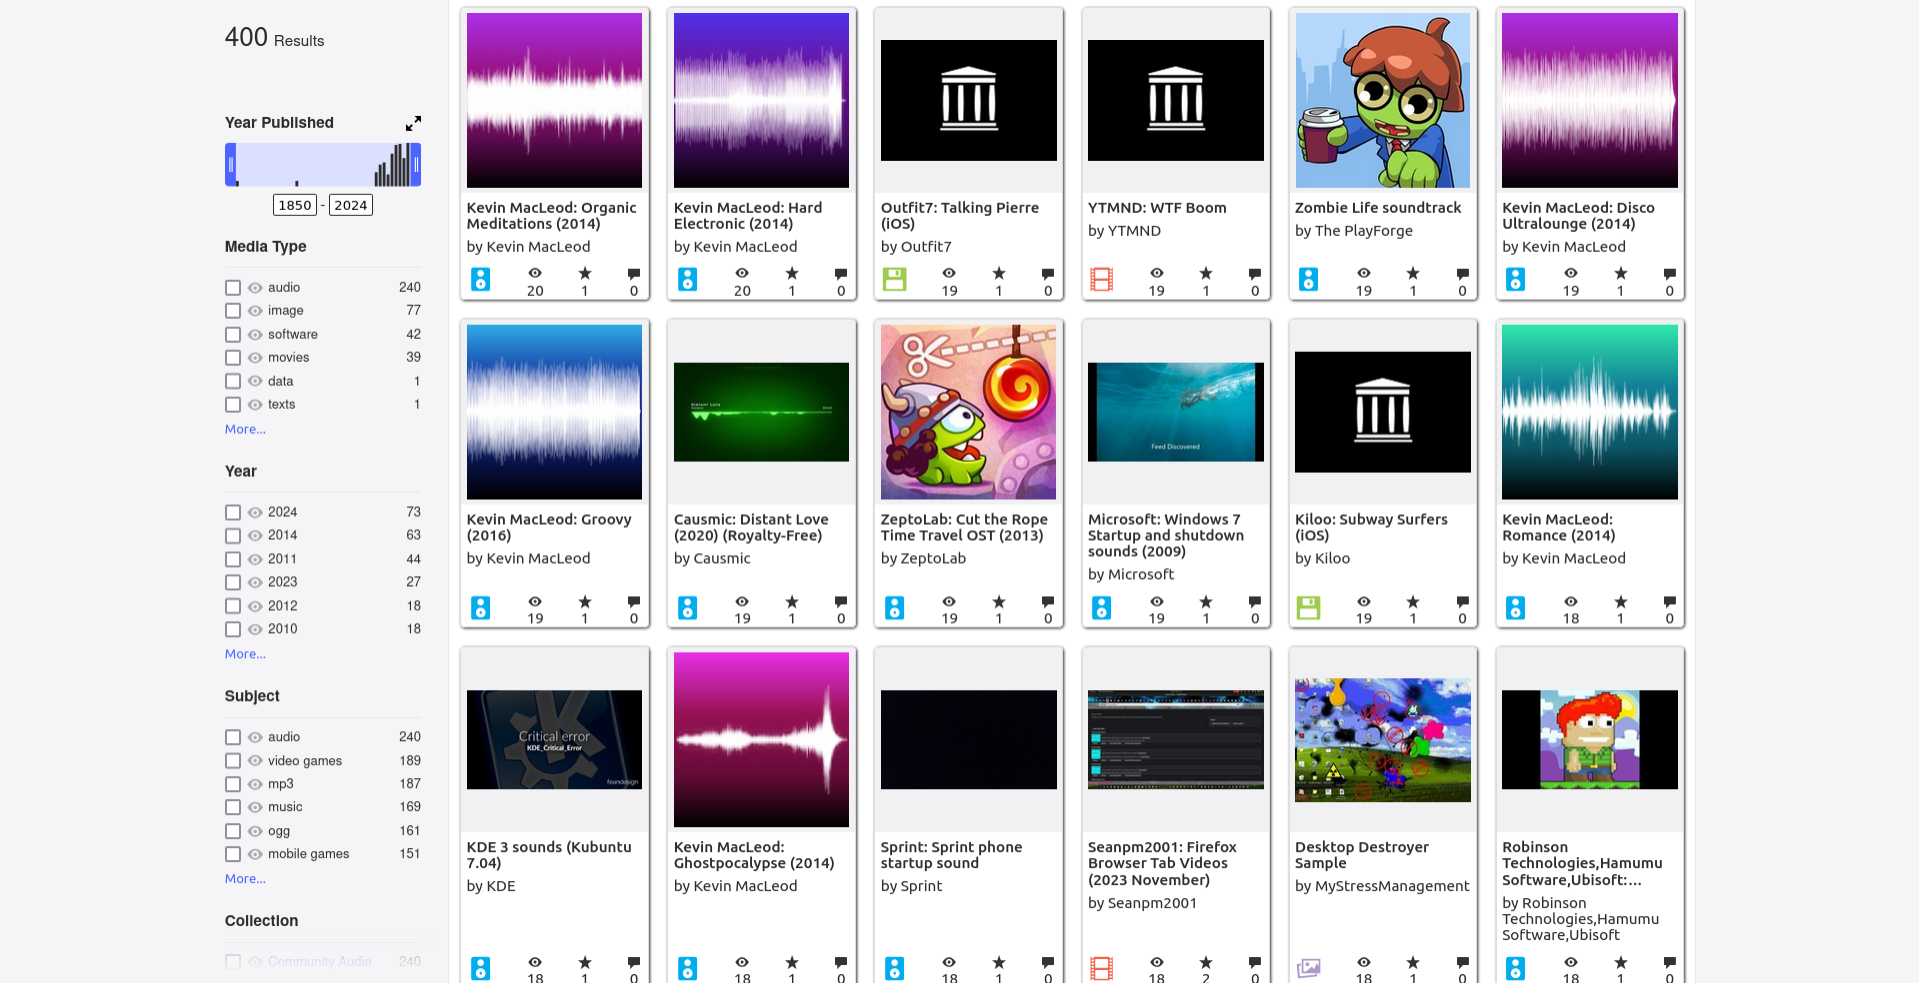 400 Results
Year Published
1850 - 2024
Media Type
audio 240
image 77
software 42
movies 39
data 1
texts 1
More...
Year
2024 73
2014 63
2011 44
2023 27
2012 18
2010 18
More...
Subject
audio 240
video games 189
mp3 187
music 169
ogg 161
mobile games 151
More...
Collection
Community Audio 240
Kevin MacLeod: Organic
Meditations (2014)
by Kevin MacLeod
20 1 0
Kevin MacLeod: Hard
Electronic (2014)
by Kevin MacLeod
20 1 0
Outfit7: Talking Pierre
(iOS)
by Outfit7
19 1 0
YTMND: WTF Boom
by YTMND
19 1 0
Zombie Life soundtrack
by The PlayForge
19 1 0
Kevin MacLeod: Disco
Ultralounge (2014)
by Kevin MacLeod
19 1 0
Kevin MacLeod: Groovy
(2016)
by Kevin MacLeod
19 1 0
DISTANT LOVE
Causmic: Distant Love
(2020) (Royalty-Free)
by Causmic
19 1 0
ZeptoLab: Cut the Rope
Time Travel OST (2013)
by ZeptoLab
19 1 0
Feed Discovered
Microsoft: Windows 7
Startup and shutdown
sounds (2009)
by Microsoft
19 1 0
Kiloo: Subway Surfers
(iOS)
by Kiloo
19 1 0
Kevin MacLeod:
Romance (2014)
by Kevin MacLeod
18 1 0
Critical error
KDE_Critical_Error
feandesign
KDE 3 sounds (Kubuntu
7.04)
by KDE
18 1 0
Kevin MacLeod:
Ghostpocalypse (2014)
by Kevin MacLeod
18 1 0
Sprint: Sprint phone
startup sound
by Sprint
18 1 0
Seanpm2001: Firefox
Browser Tab Videos
(2023 November)
by Seanpm2001
18 2 0
Desktop Destroyer
Sample
by MyStressManagement
18 1 0
Robinson
Technologies,Hamumu
Software,Ubisoft:...
by Robinson
Technologies,Hamumu
Software,Ubisoft
18 1 0